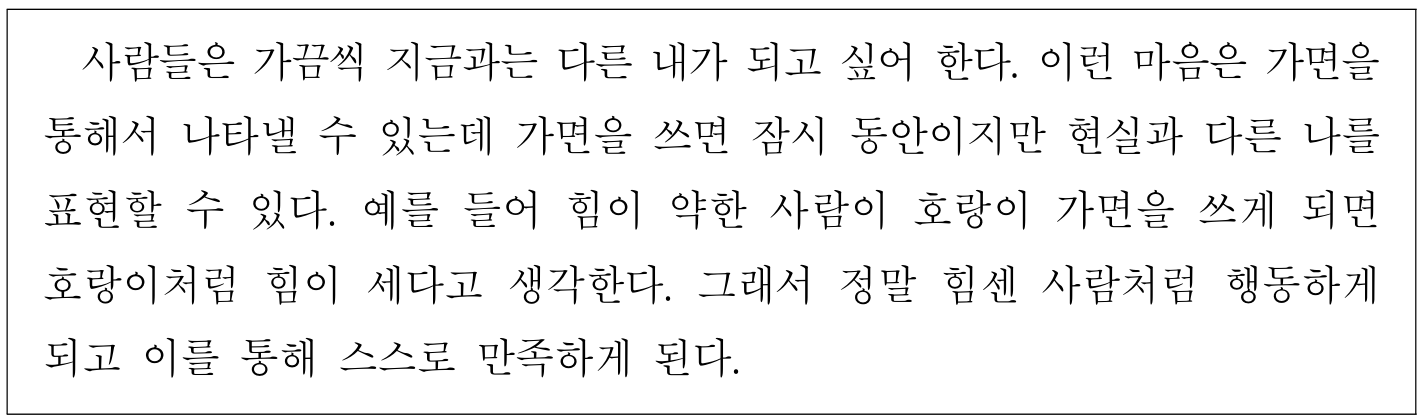 사람들은 가끔씩 지금과는 다른 내가 되고 싶어 한다. 이런 마음은 가면을
통해서 나타낼 수 있는데 가면을 쓰면 잠시 동안이지만 현실과 다른 나를
표현할 수 있다. 예를 들어 힘이 약한 사람이 호랑이 가면을 쓰게 되면
호랑이처럼 힘이 세다고 생각한다. 그래서 정말 힘센 사람처럼 행동하게
되고 이를 통해 스스로 만족하게 된다.